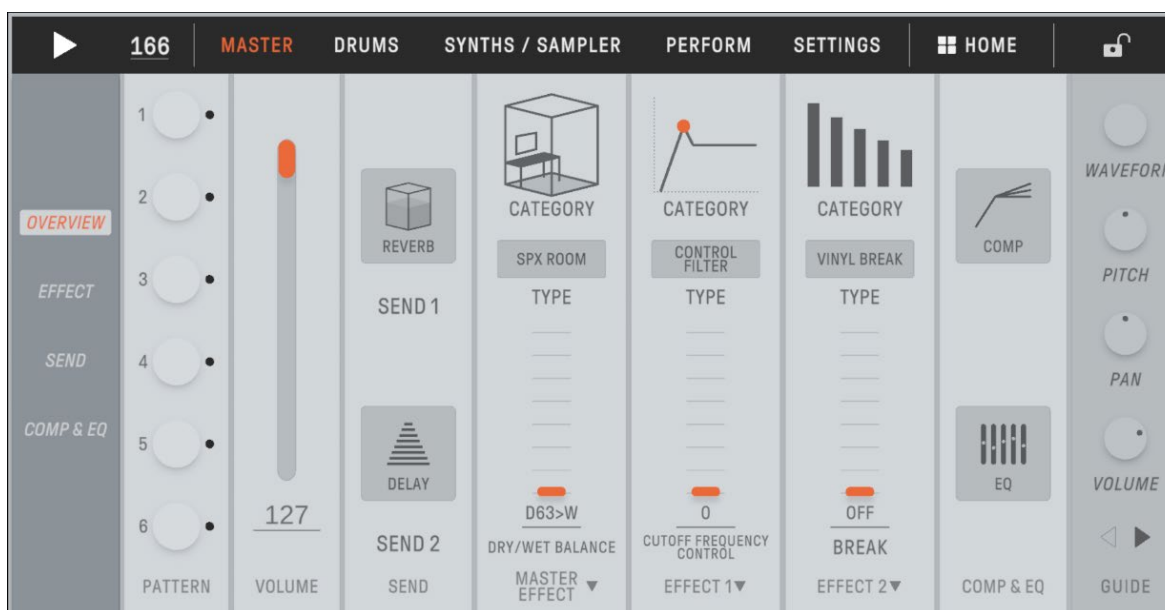 166 MASTER DRUMS SYNTHS / SAMPLER PERFORM SETTINGS HOME
OVERVIEW
EFFECT
SEND
COMP & EQ
1
2
3
4
5
6
PATTERN
127
VOLUME
REVERB
SEND 1
DELAY
SEND 2
SEND
CATEGORY
SPX ROOM
TYPE
D63>W
DRY/WET BALANCE
MASTER
EFFECT
CATEGORY
CONTROL
FILTER
TYPE
0
CUTOFF FREQUENCY
CONTROL
EFFECT 1
CATEGORY
VINYL BREAK
TYPE
OFF
BREAK
EFFECT 2
COMP
EQ
COMP & EQ
WAVEFORM
PITCH
PAN
VOLUME
GUIDE